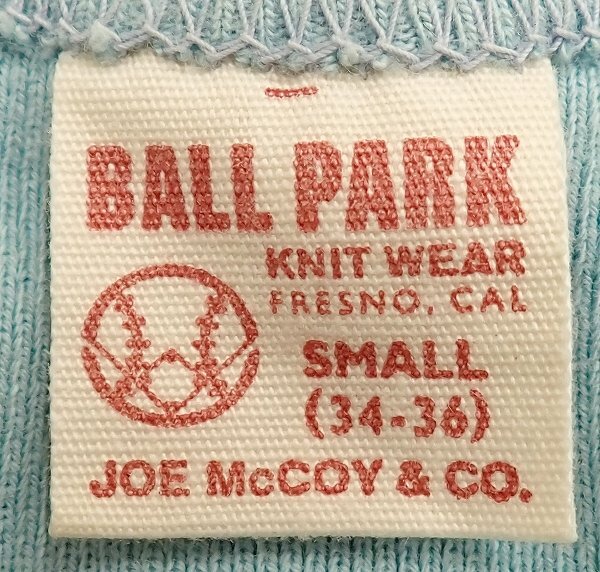 BALL PARK
KNIT WEAR
FRESNO, CAL
SMALL
(34-36)
JOE McCOY & CO.